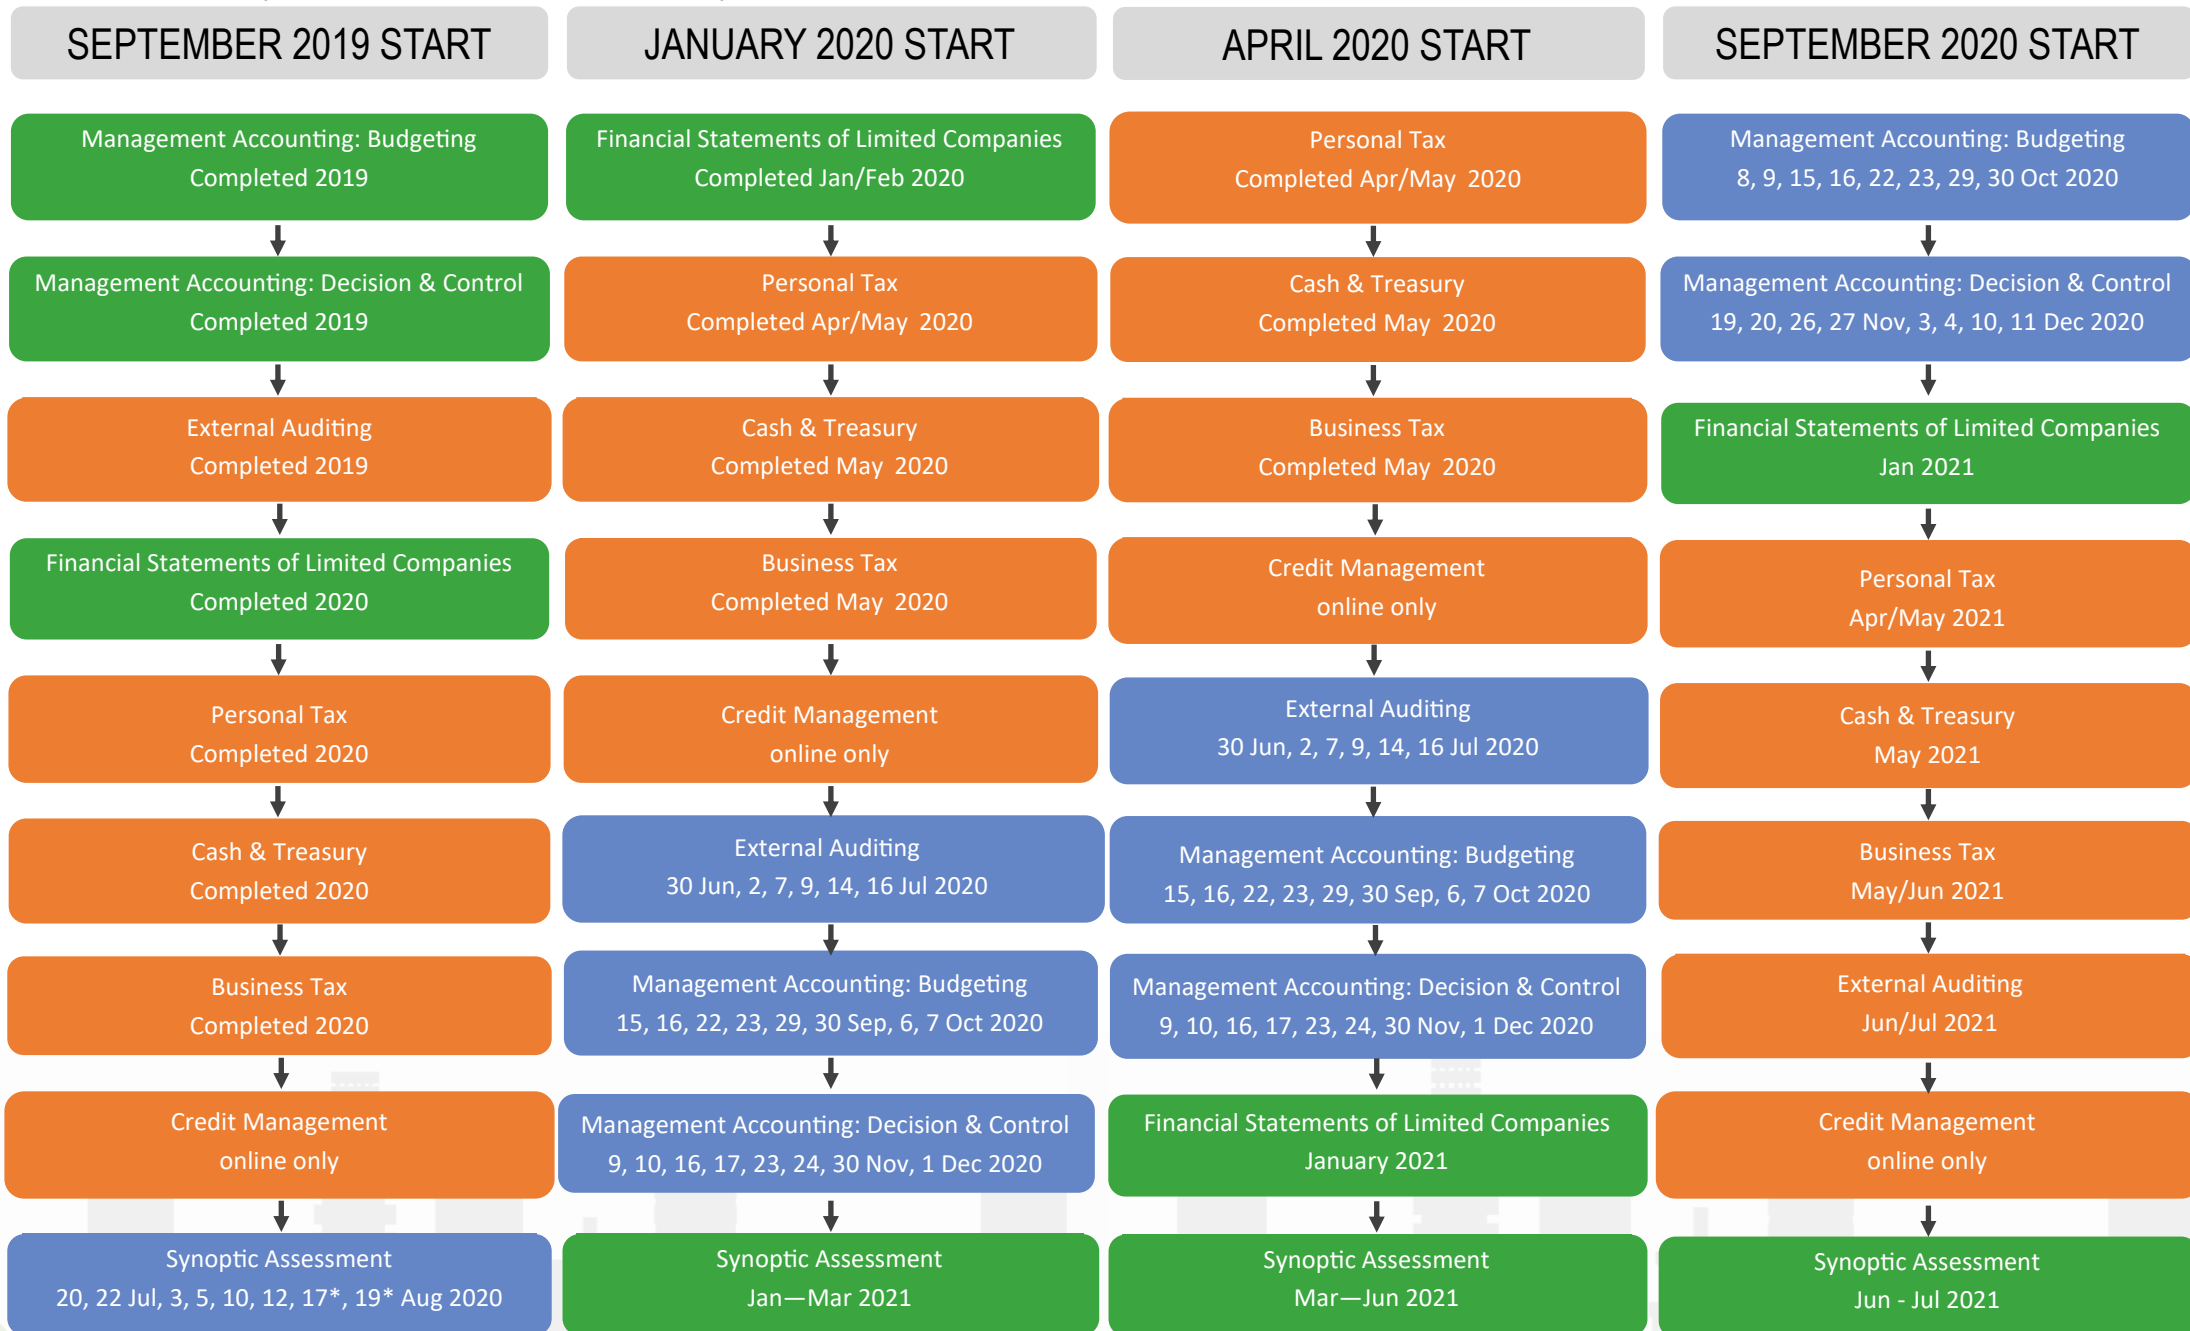 SEPTEMBER 2019 START
Management Accounting: Budgeting
Completed 2019
Management Accounting: Decision & Control
Completed 2019
External Auditing
Completed 2019
Financial Statements of Limited Companies
Completed 2020
Personal Tax
Completed 2020
Cash & Treasury
Completed 2020
Business Tax
Completed 2020
Credit Management
online only
Synoptic Assessment
20, 22 Jul, 3, 5, 10, 12, 17*, 19* Aug 2020
JANUARY 2020 START
Financial Statements of Limited Companies
Completed Jan/Feb 2020
Personal Tax
Completed Apr/May 2020
Cash & Treasury
Completed May 2020
Business Tax
Completed May 2020
Credit Management
online only
External Auditing
30 Jun, 2, 7, 9, 14, 16 Jul 2020
Management Accounting: Budgeting
15, 16, 22, 23, 29, 30 Sep, 6, 7 Oct 2020
Management Accounting: Decision & Control
9, 10, 16, 17, 23, 24, 30 Nov, 1 Dec 2020
Synoptic Assessment
Jan—Mar 2021
APRIL 2020 START
Personal Tax
Completed Apr/May 2020
Cash & Treasury
Completed May 2020
Business Tax
Completed May 2020
Credit Management
online only
External Auditing
30 Jun, 2, 7, 9, 14, 16 Jul 2020
Management Accounting: Budgeting
15, 16, 22, 23, 29, 30 Sep, 6, 7 Oct 2020
Management Accounting: Decision & Control
9, 10, 16, 17, 23, 24, 30 Nov, 1 Dec 2020
Financial Statements of Limited Companies
January 2021
Synoptic Assessment
Mar—Jun 2021
SEPTEMBER 2020 START
Management Accounting: Budgeting
8, 9, 15, 16, 22, 23, 29, 30 Oct 2020
Management Accounting: Decision & Control
19, 20, 26, 27 Nov, 3, 4, 10, 11 Dec 2020
Financial Statements of Limited Companies
Jan 2021
Personal Tax
Apr/May 2021
Cash & Treasury
May 2021
Business Tax
May/Jun 2021
External Auditing
Jun/Jul 2021
Credit Management
online only
Synoptic Assessment
Jun - Jul 2021